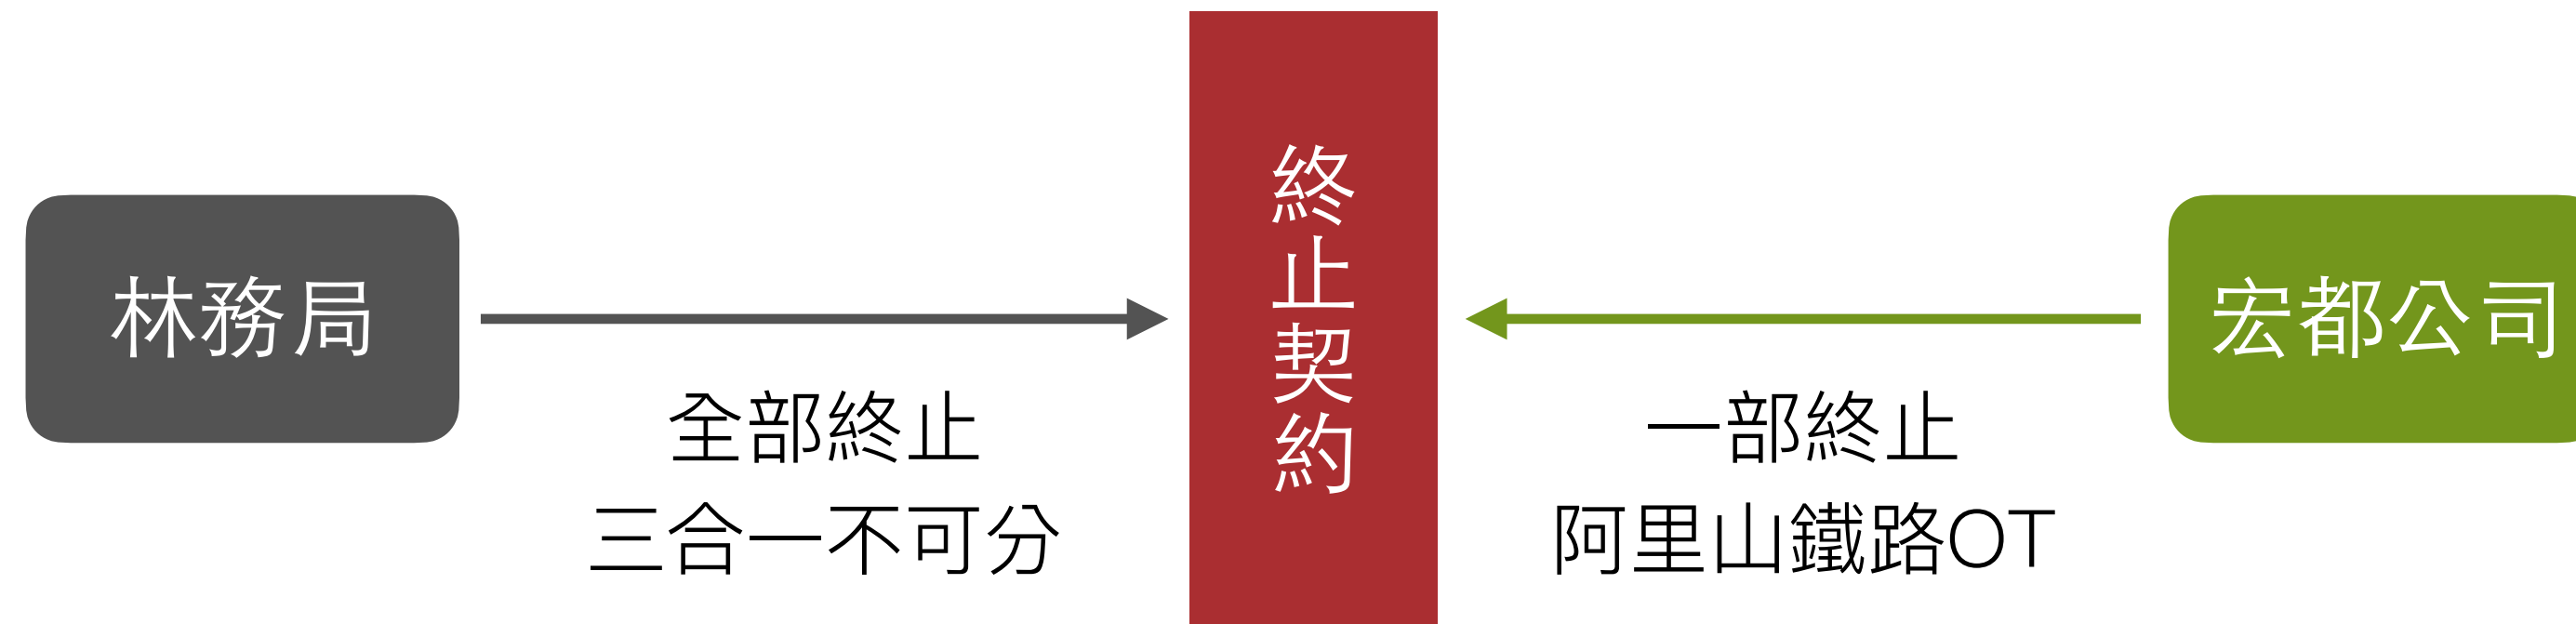 林務局
全部終止
三合一不可分
終止契約
一部終止
阿里山鐵路OT
宏都公司